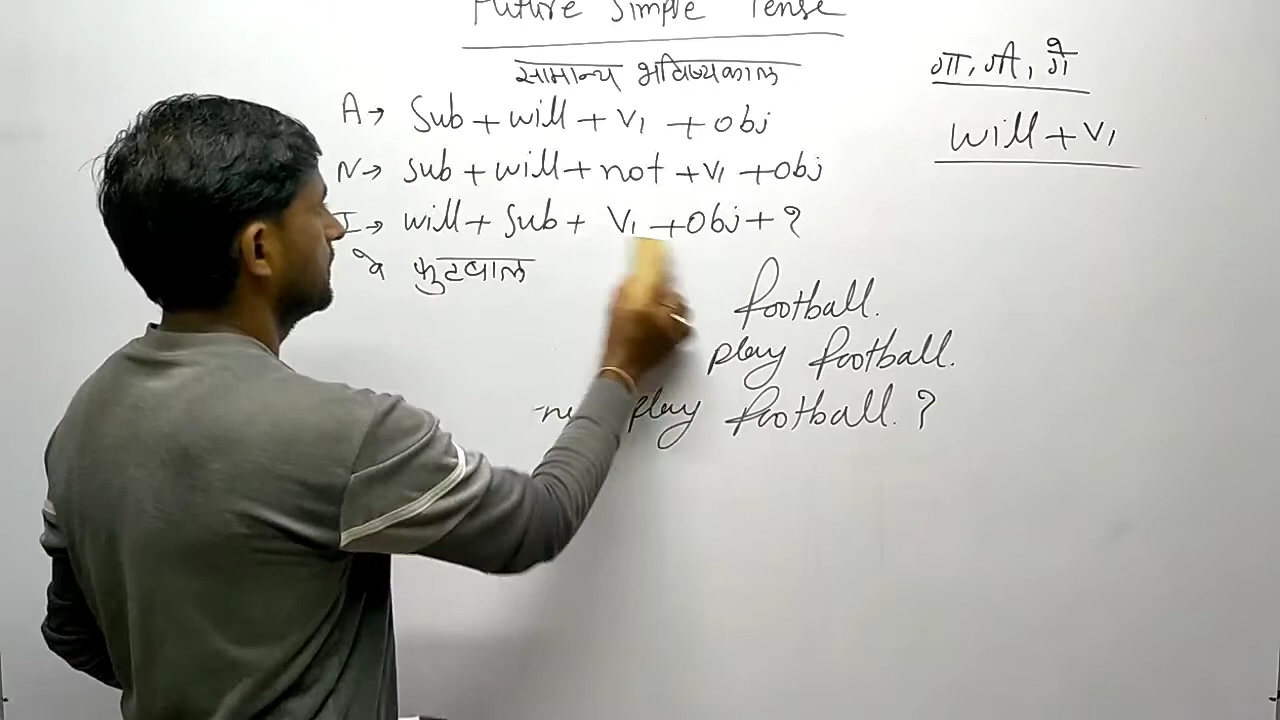 Future Simple Tense
सामान्य भविष्यकाल
गा, गी, गे
will + V1
A → Sub + will + V1 + obj
N → sub + will + not + V1 + obj
I → will + Sub + V1 + obj + ?
वे फुटबाल
football.
play football.
play football. ?